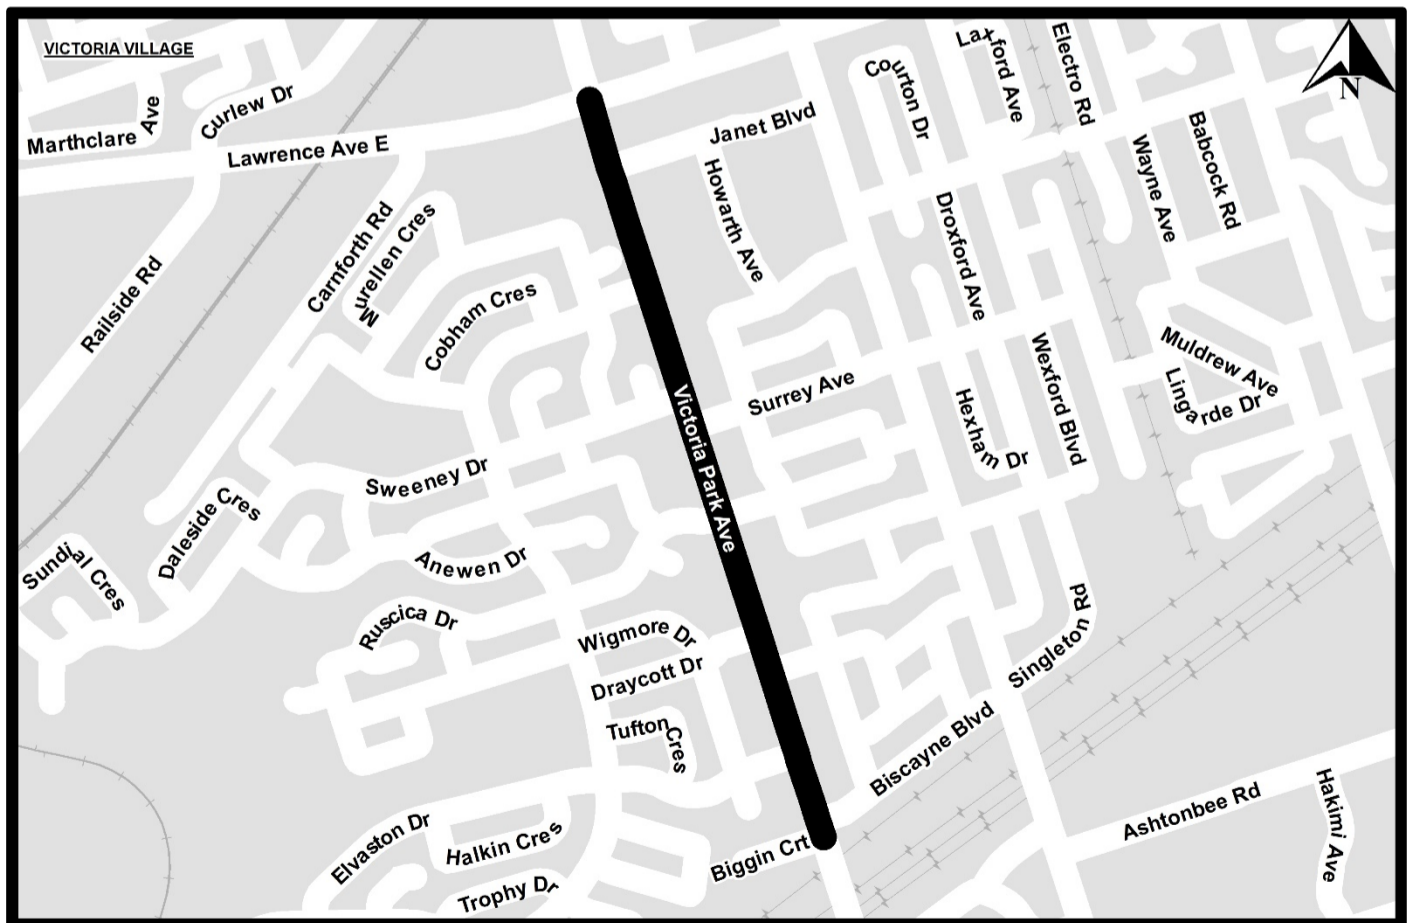 VICTORIA VILLAGE
N
Marthclare Ave
Curlew Dr
Lawrence Ave E
Janet Blvd
Courton Dr
Laxford Ave
Electro Rd
Wayne Ave
Babcock Rd
Howarth Ave
Droxford Ave
Railside Rd
Carnforth Rd
Murellen Cres
Cobham Cres
Surrey Ave
Victoria Park Ave
Hexham Dr
Wexford Blvd
Muldrew Ave
Lingarde Dr
Sweeney Dr
Daleside Cres
Sundial Cres
Anewen Dr
Ruscica Dr
Wigmore Dr
Draycott Dr
Tufton Cres
Singleton Rd
Biscayne Blvd
Ashtonbee Rd
Hakimi Ave
Elvaston Dr
Halkin Cres
Trophy Dr
Biggin Crt